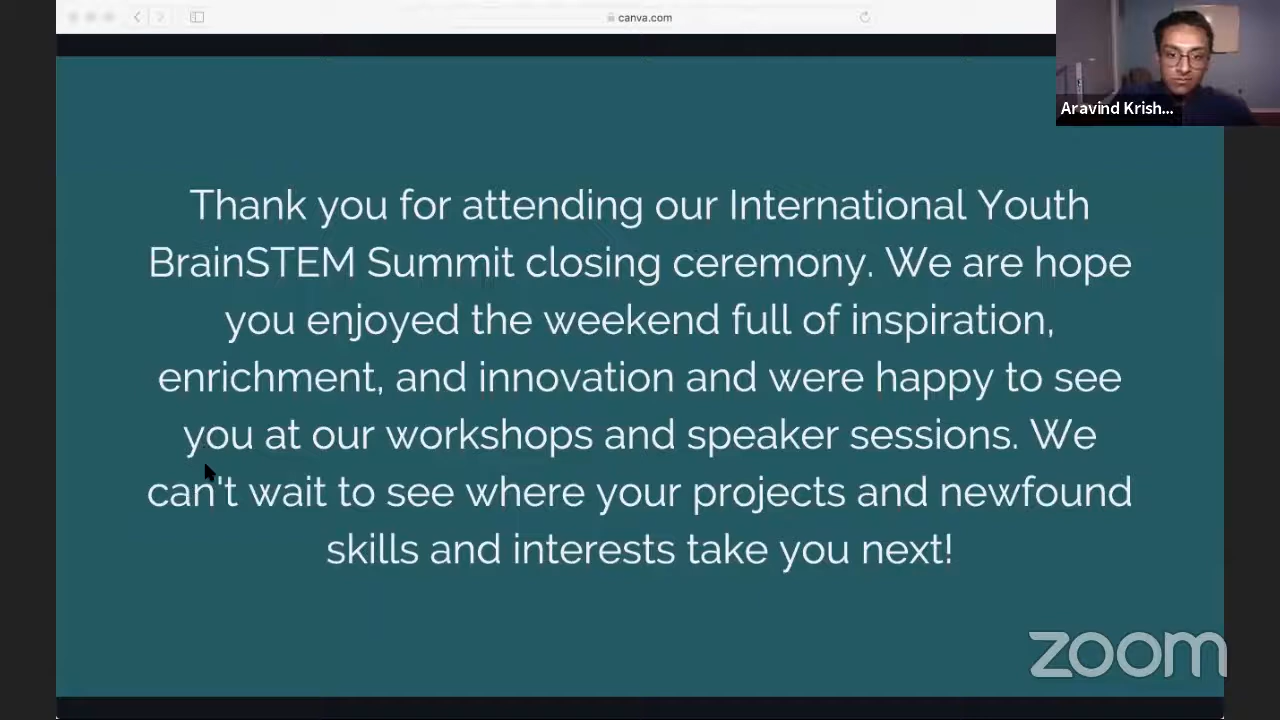 canva.com
Aravind Krish...
Thank you for attending our International Youth
BrainSTEM Summit closing ceremony. We are hope
you enjoyed the weekend full of inspiration,
enrichment, and innovation and were happy to see
you at our workshops and speaker sessions. We
can't wait to see where your projects and newfound
skills and interests take you next!
zoom